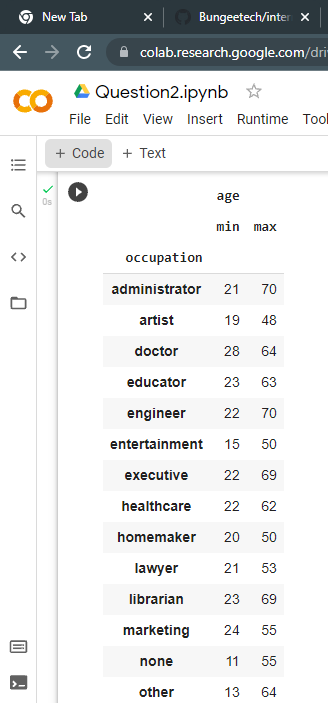 New Tab Bungeetech/inter
colab.research.google.com/dri
CO Question2.ipynb
File Edit View Insert Runtime Tool
+ Code + Text
0s
age
min max
occupation
administrator 21 70
artist 19 48
doctor 28 64
educator 23 63
engineer 22 70
entertainment 15 50
executive 22 69
healthcare 22 62
homemaker 20 50
lawyer 21 53
librarian 23 69
marketing 24 55
none 11 55
other 13 64